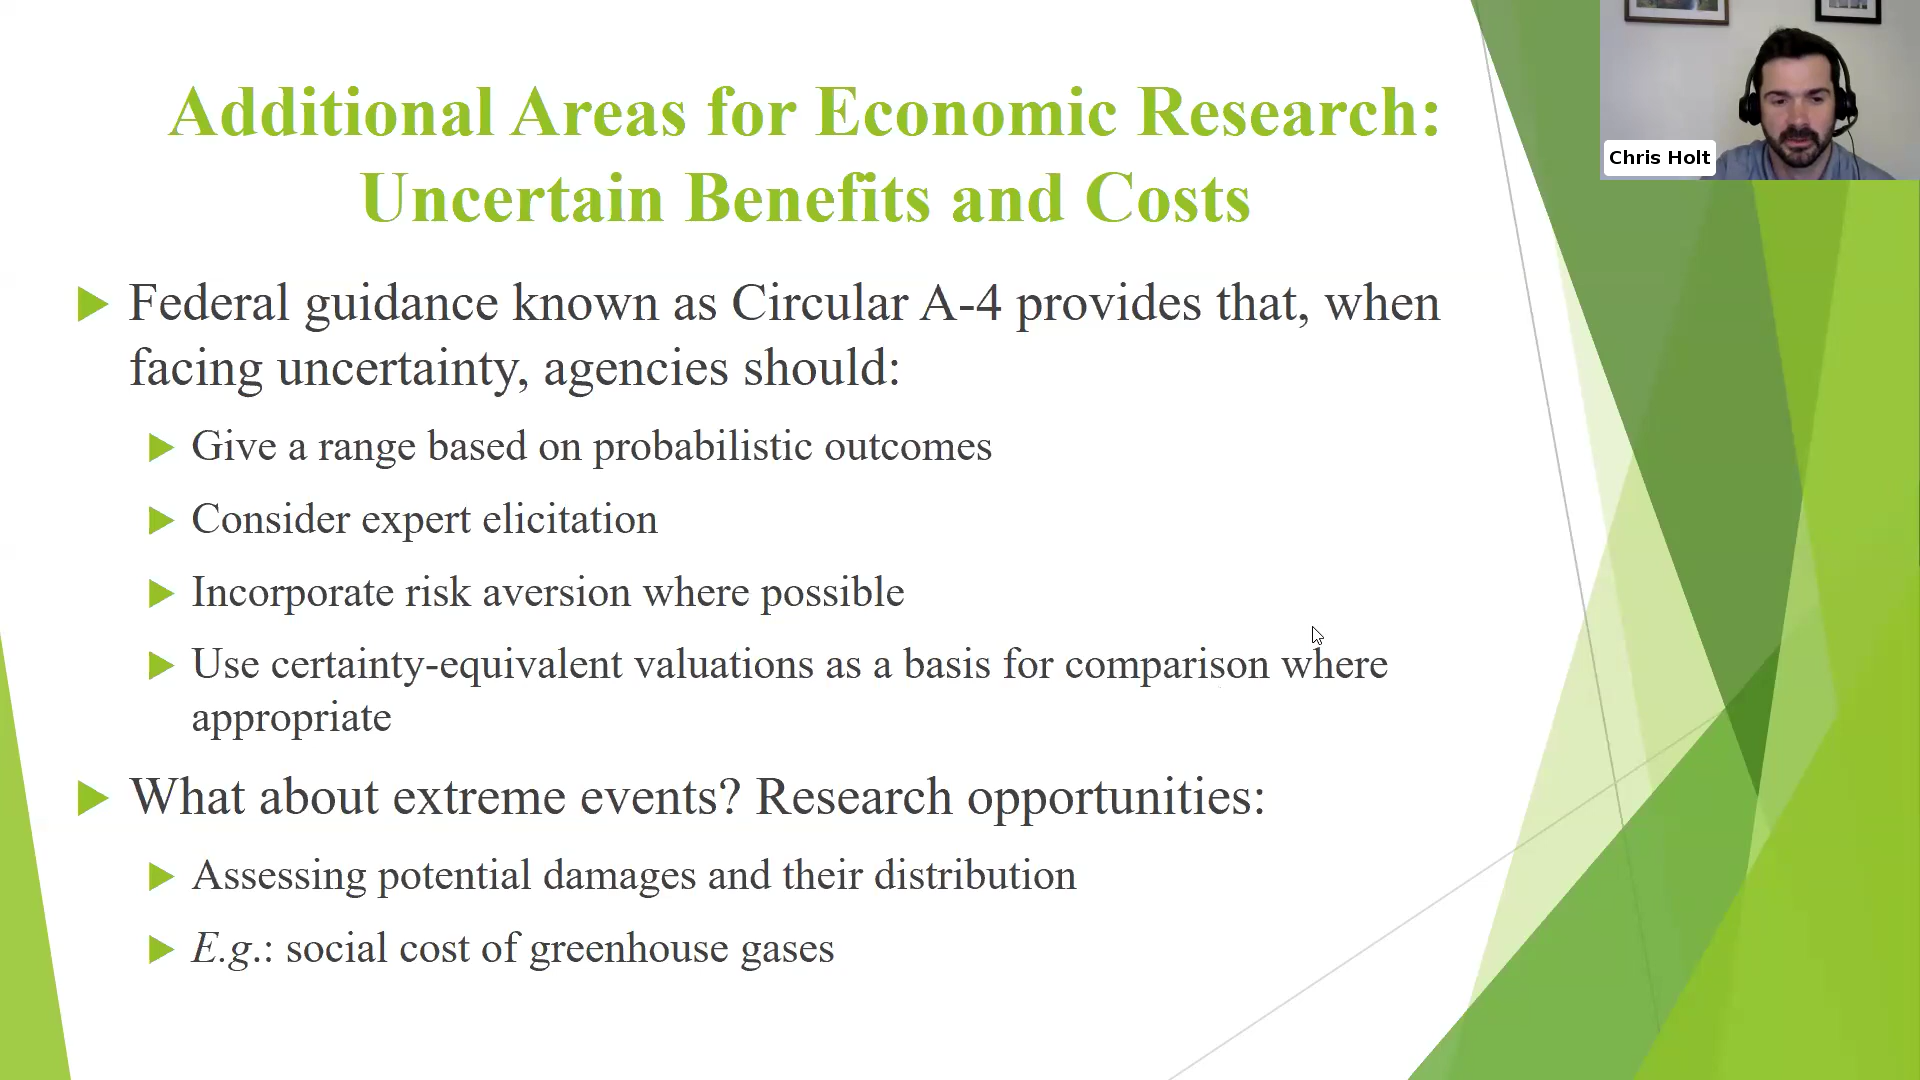 Additional Areas for Economic Research:
Uncertain Benefits and Costs
Chris Holt
Federal guidance known as Circular A-4 provides that, when
facing uncertainty, agencies should:
Give a range based on probabilistic outcomes
Consider expert elicitation
Incorporate risk aversion where possible
Use certainty-equivalent valuations as a basis for comparison where
appropriate
What about extreme events? Research opportunities:
Assessing potential damages and their distribution
E.g.: social cost of greenhouse gases